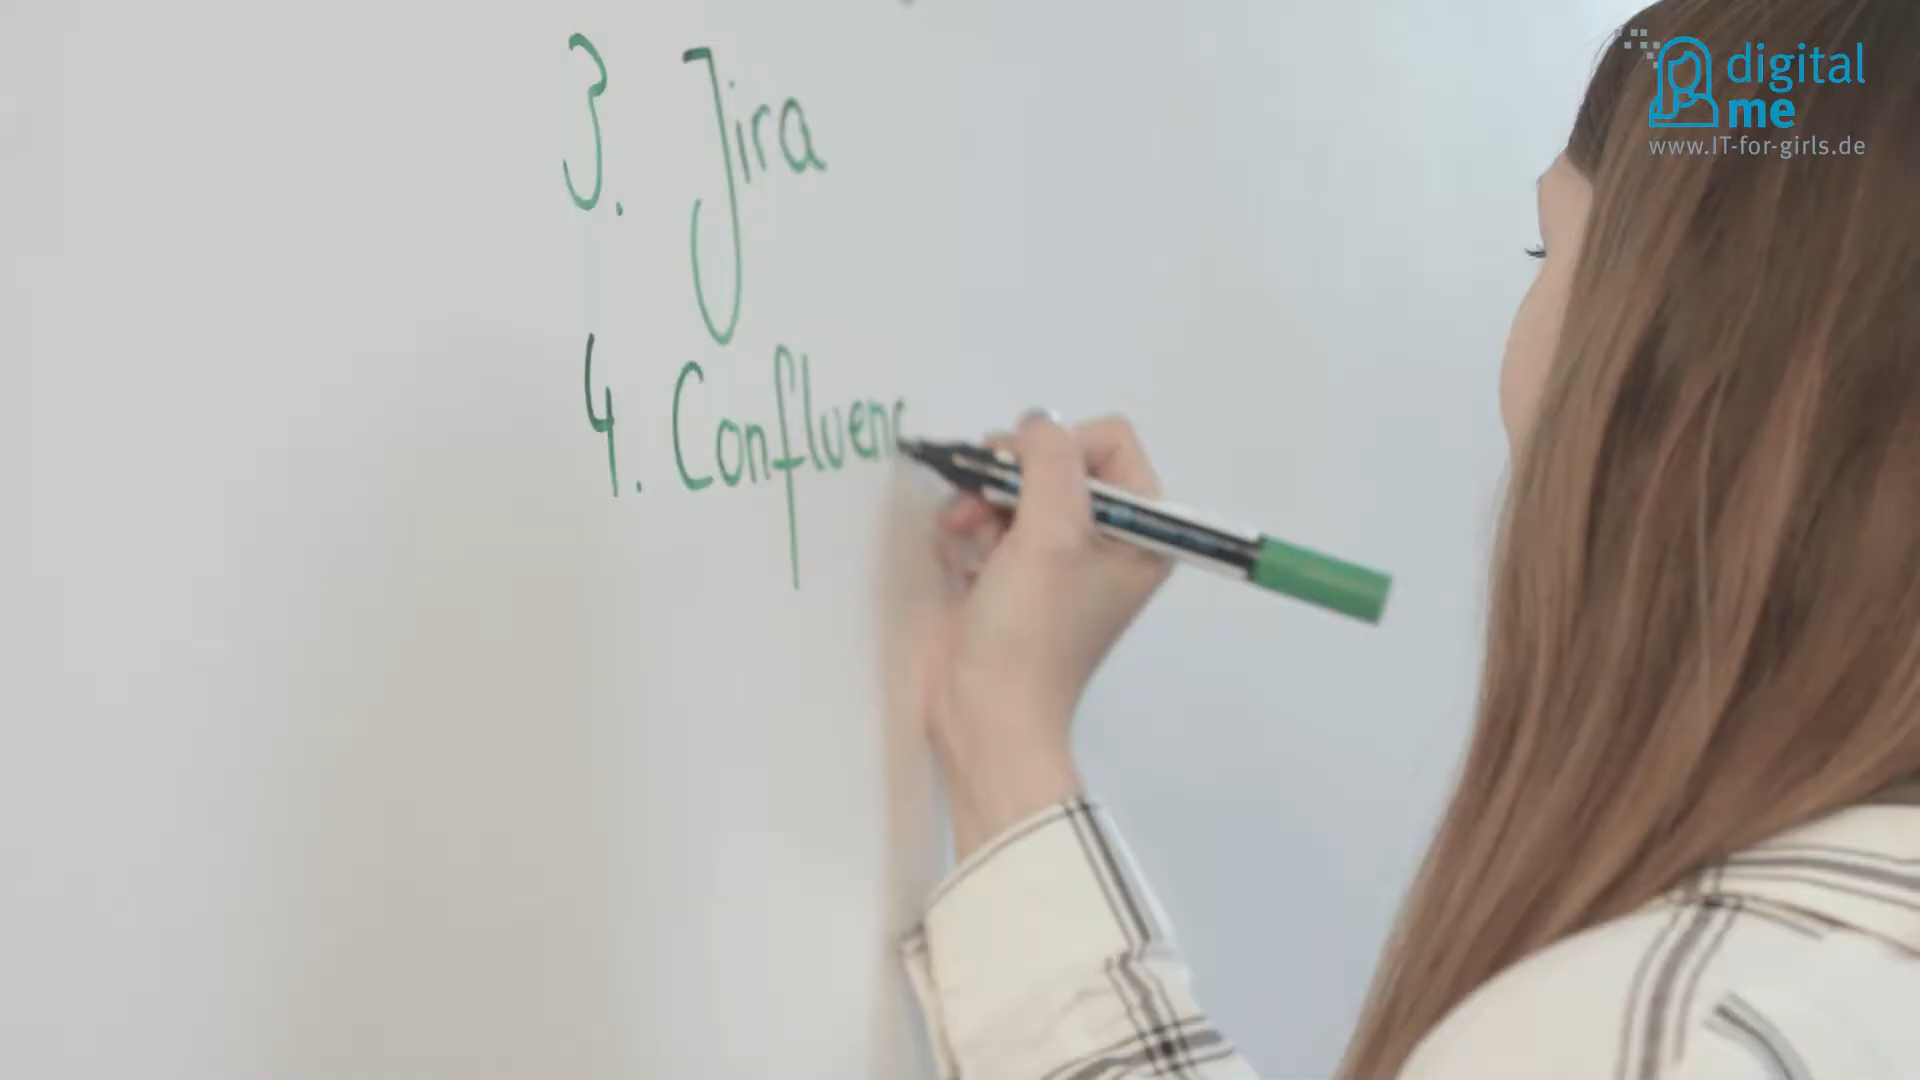 digital
me
www.IT-for-girls.de
3. Jira
4. Confluenc